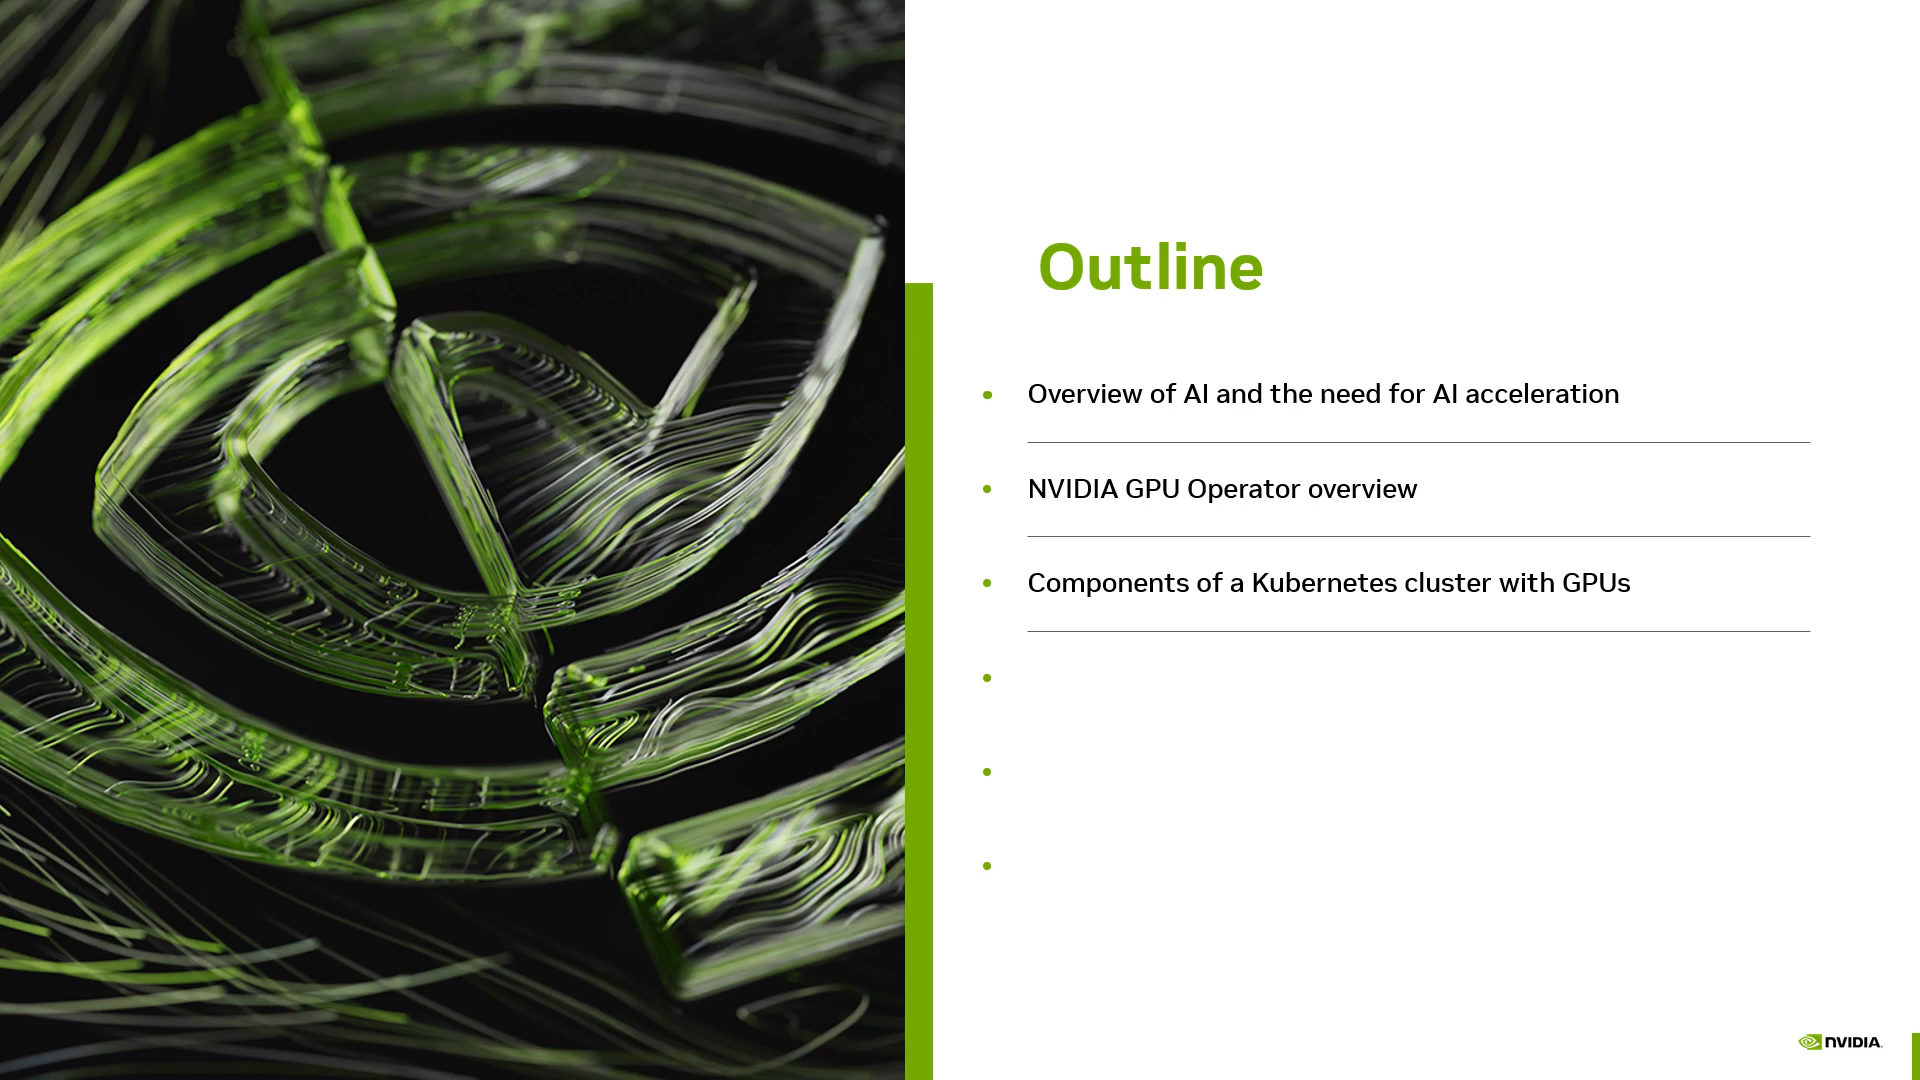 Outline
• Overview of AI and the need for AI acceleration
• NVIDIA GPU Operator overview
• Components of a Kubernetes cluster with GPUs
•
•
•
NVIDIA.